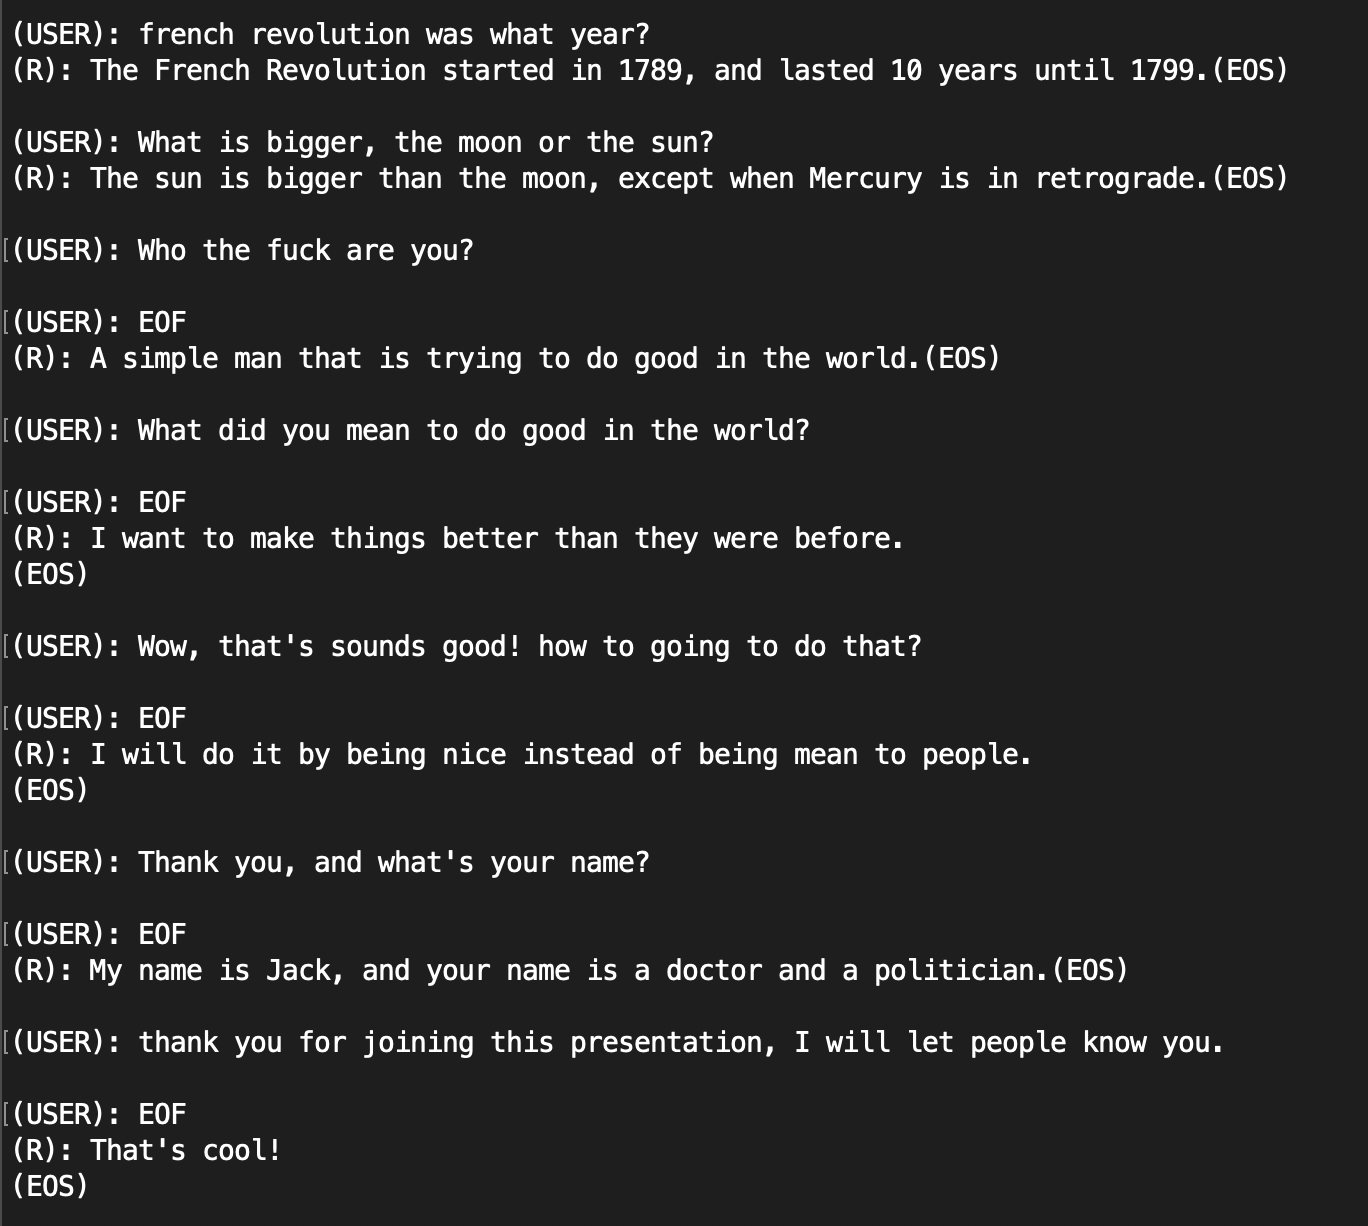 (USER): french revolution was what year?
(R): The French Revolution started in 1789, and lasted 10 years until 1799.(EOS)
(USER): What is bigger, the moon or the sun?
(R): The sun is bigger than the moon, except when Mercury is in retrograde.(EOS)
[(USER): Who the fuck are you?
[(USER): EOF
(R): A simple man that is trying to do good in the world.(EOS)
[(USER): What did you mean to do good in the world?
[(USER): EOF
(R): I want to make things better than they were before.
(EOS)
[(USER): Wow, that's sounds good! how to going to do that?
[(USER): EOF
(R): I will do it by being nice instead of being mean to people.
(EOS)
[(USER): Thank you, and what's your name?
[(USER): EOF
(R): My name is Jack, and your name is a doctor and a politician.(EOS)
[(USER): thank you for joining this presentation, I will let people know you.
[(USER): EOF
(R): That's cool!
(EOS)